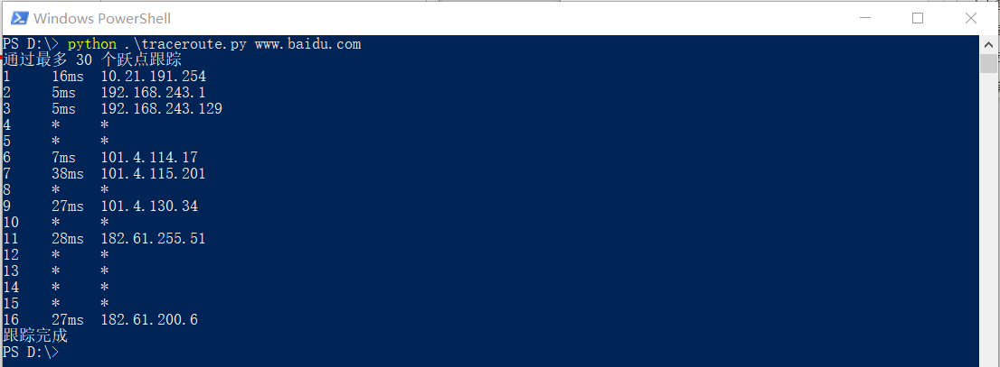 Windows PowerShell
PS D:\> python .\traceroute.py www.baidu.com
通过最多 30 个跃点跟踪
1 16ms 10.21.191.254
2 5ms 192.168.243.1
3 5ms 192.168.243.129
4 * *
5 * *
6 7ms 101.4.114.17
7 38ms 101.4.115.201
8 * *
9 27ms 101.4.130.34
10 * *
11 28ms 182.61.255.51
12 * *
13 * *
14 * *
15 * *
16 27ms 182.61.200.6
跟踪完成
PS D:\>